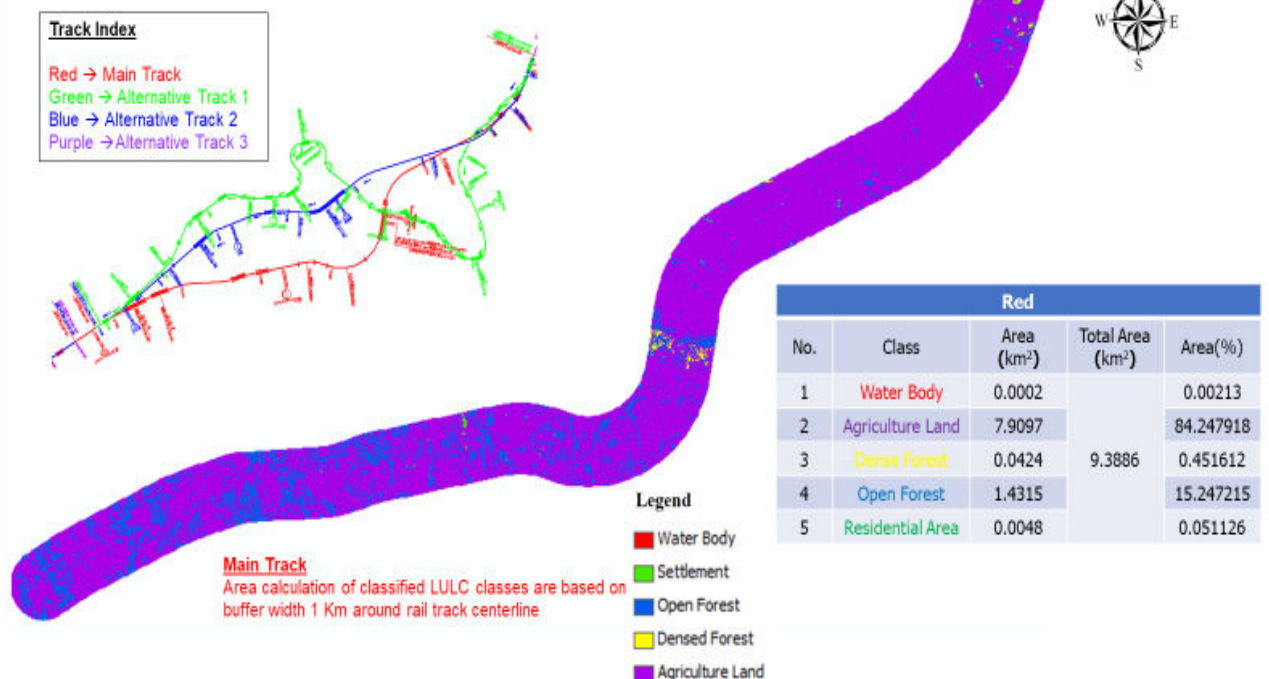 Track Index
Red → Main Track
Green → Alternative Track 1
Blue → Alternative Track 2
Purple → Alternative Track 3
W E
S
Red
No. Class Area (km²) Total Area (km²) Area(%)
1 Water Body 0.0002 0.00213
2 Agriculture Land 7.9097 84.247918
3 Dense Forest 0.0424 9.3886 0.451612
4 Open Forest 1.4315 15.247215
5 Residential Area 0.0048 0.051126
Main Track
Area calculation of classified LULC classes are based on
buffer width 1 Km around rail track centerline
Legend
Water Body
Settlement
Open Forest
Densed Forest
Agriculture Land